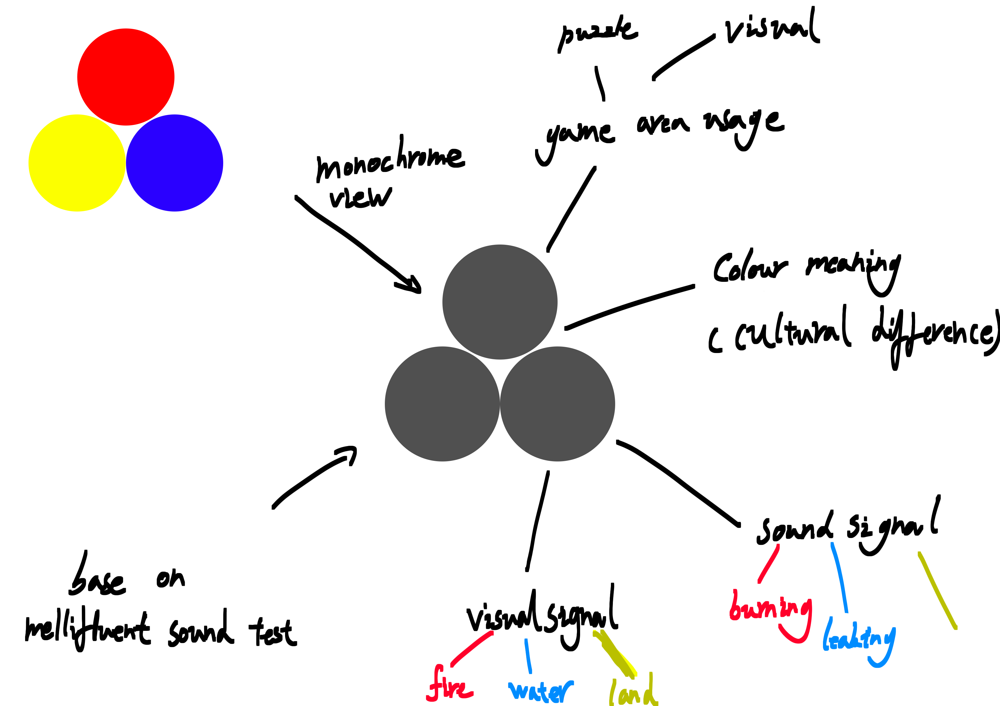 puzzle
visual
game area usage
monochrome
view
Colour meaning
( cultural difference)
sound signal
base on
mellifluent sound test
visual signal
burning
leaking
fire
water
land